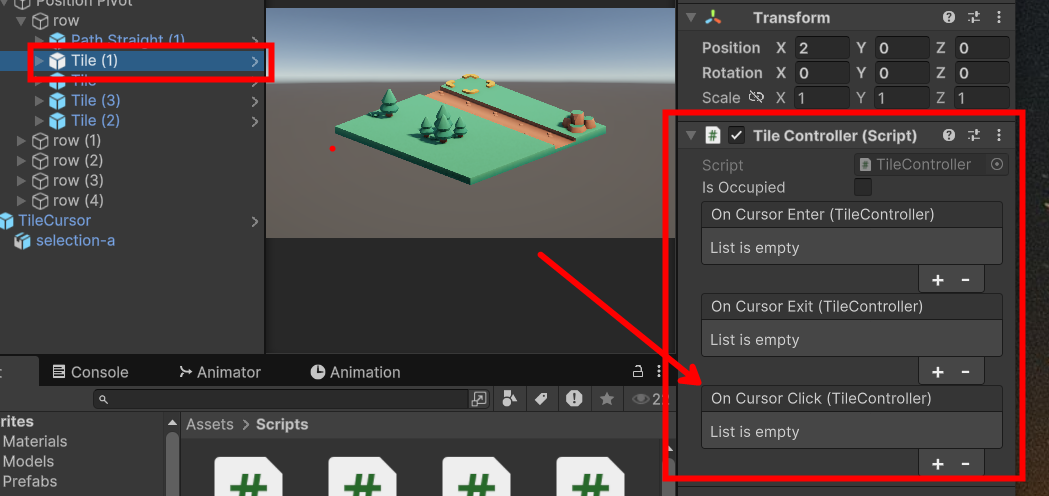 Position Pivot
row
Path Straight (1)
Tile (1)
Tile
Tile (3)
Tile (2)
row (1)
row (2)
row (3)
row (4)
TileCursor
selection-a
Console
Animator
Animation
22
rites
Materials
Models
Prefabs
Assets > Scripts
#
#
#
#
Transform
Position X 2 Y 0 Z 0
Rotation X 0 Y 0 Z 0
Scale X 1 Y 1 Z 1
# Tile Controller (Script)
Script # TileController
Is Occupied
On Cursor Enter (TileController)
List is empty
+ -
On Cursor Exit (TileController)
List is empty
+ -
On Cursor Click (TileController)
List is empty
+ -